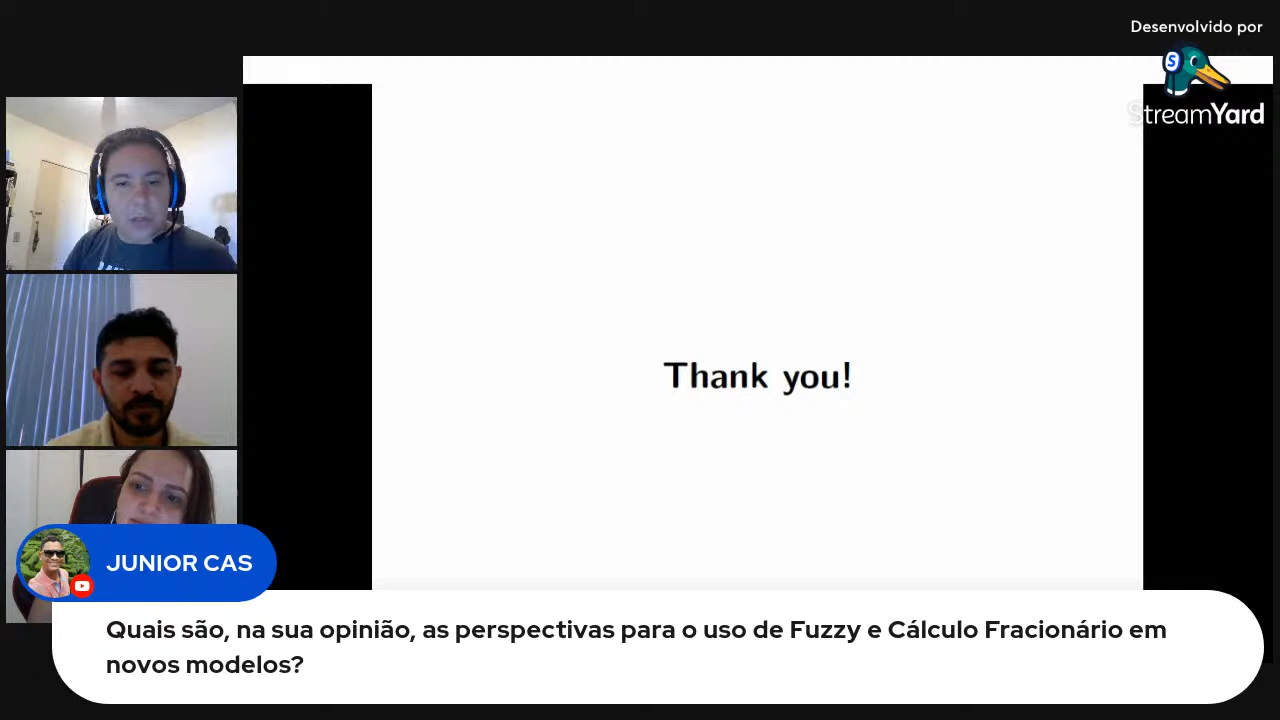 Desenvolvido por
S
StreamYard
Thank you!
JUNIOR CAS
Quais são, na sua opinião, as perspectivas para o uso de Fuzzy e Cálculo Fracionário em
novos modelos?